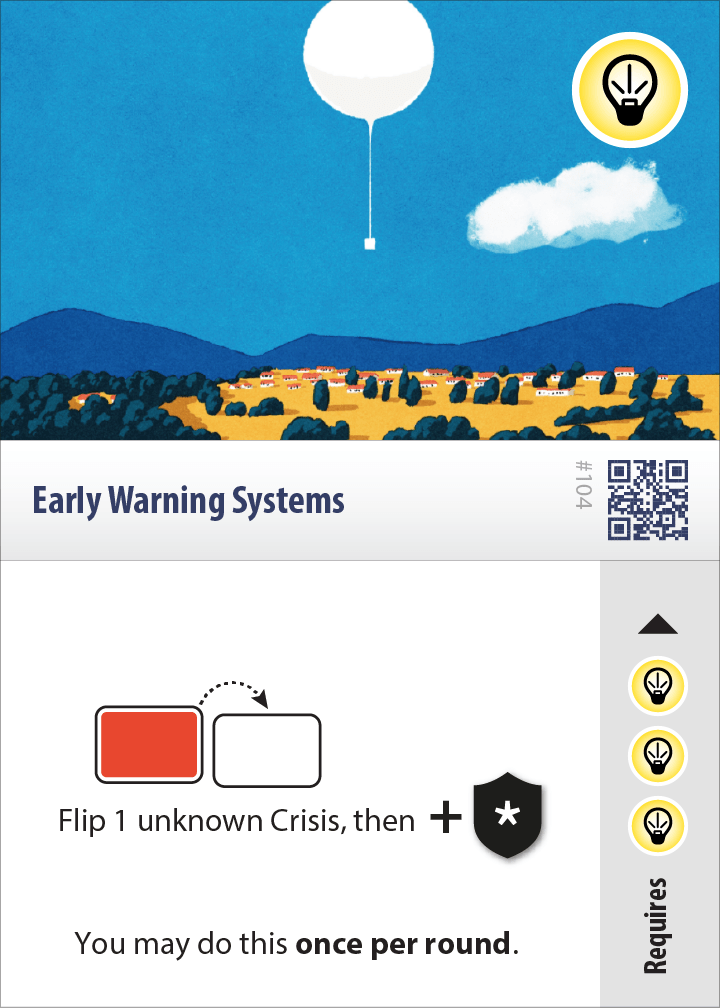 Early Warning Systems
#104
Flip 1 unknown Crisis, then + *
You may do this once per round.
Requires